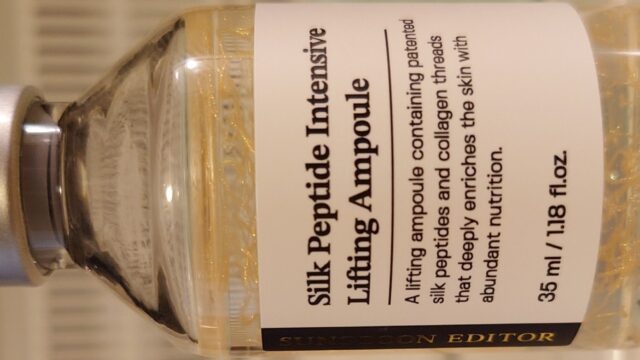 Silk Peptide Intensive
Lifting Ampoule
A lifting ampoule containing patented
silk peptides and collagen threads
that deeply enriches the skin with
abundant nutrition.
35 ml / 1.18 fl.oz.
EDITOR